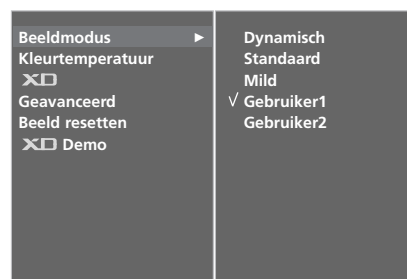 Beeldmodus ►
Kleurtemperatuur
XD
Geavanceerd
Beeld resetten
XD Demo
Dynamisch
Standaard
Mild
√ Gebruiker1
Gebruiker2